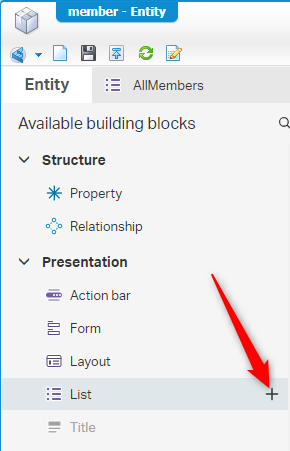 member - Entity
Entity
AllMembers
Available building blocks
Structure
Property
Relationship
Presentation
Action bar
Form
Layout
List
Title